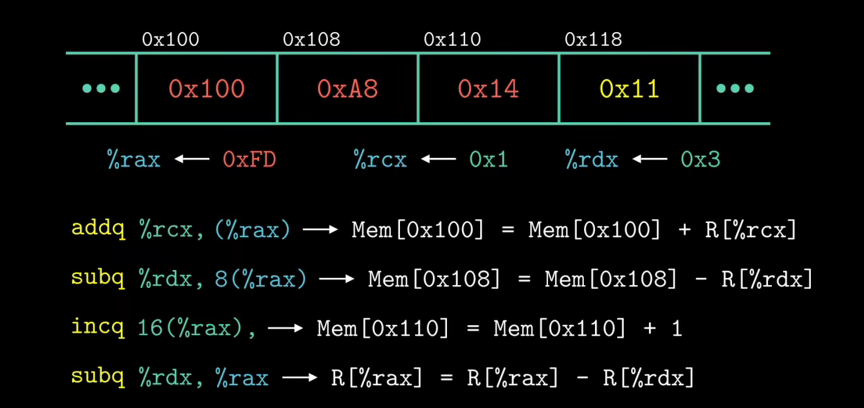 0x100 0x108 0x110 0x118
••• 0x100 0xA8 0x14 0x11 •••
%rax ← 0xFD %rcx ← 0x1 %rdx ← 0x3
addq %rcx, (%rax) → Mem[0x100] = Mem[0x100] + R[%rcx]
subq %rdx, 8(%rax) → Mem[0x108] = Mem[0x108] - R[%rdx]
incq 16(%rax), → Mem[0x110] = Mem[0x110] + 1
subq %rdx, %rax → R[%rax] = R[%rax] - R[%rdx]